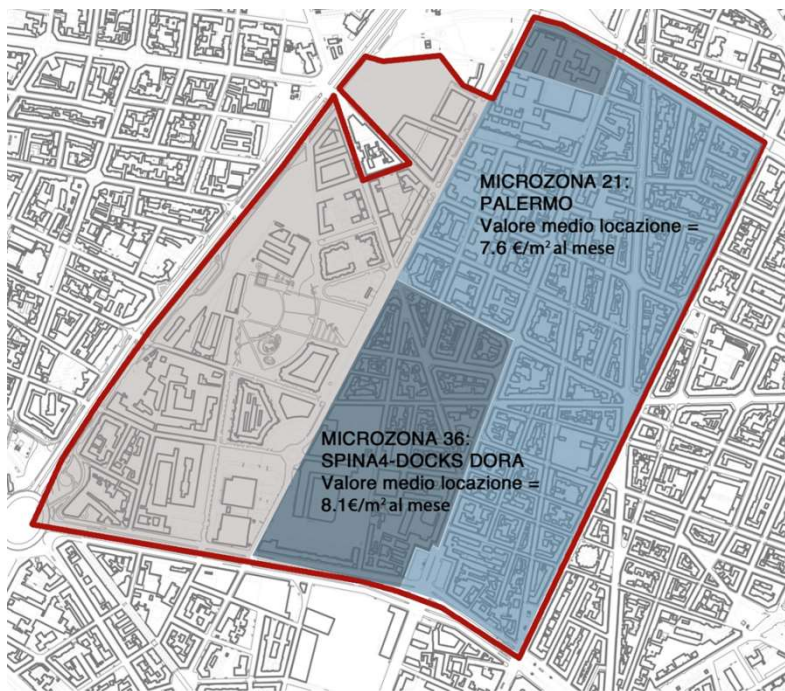 MICROZONA 21:
PALERMO
Valore medio locazione =
7.6 €/m² al mese
MICROZONA 36:
SPINA4-DOCKS DORA
Valore medio locazione =
8.1€/m² al mese